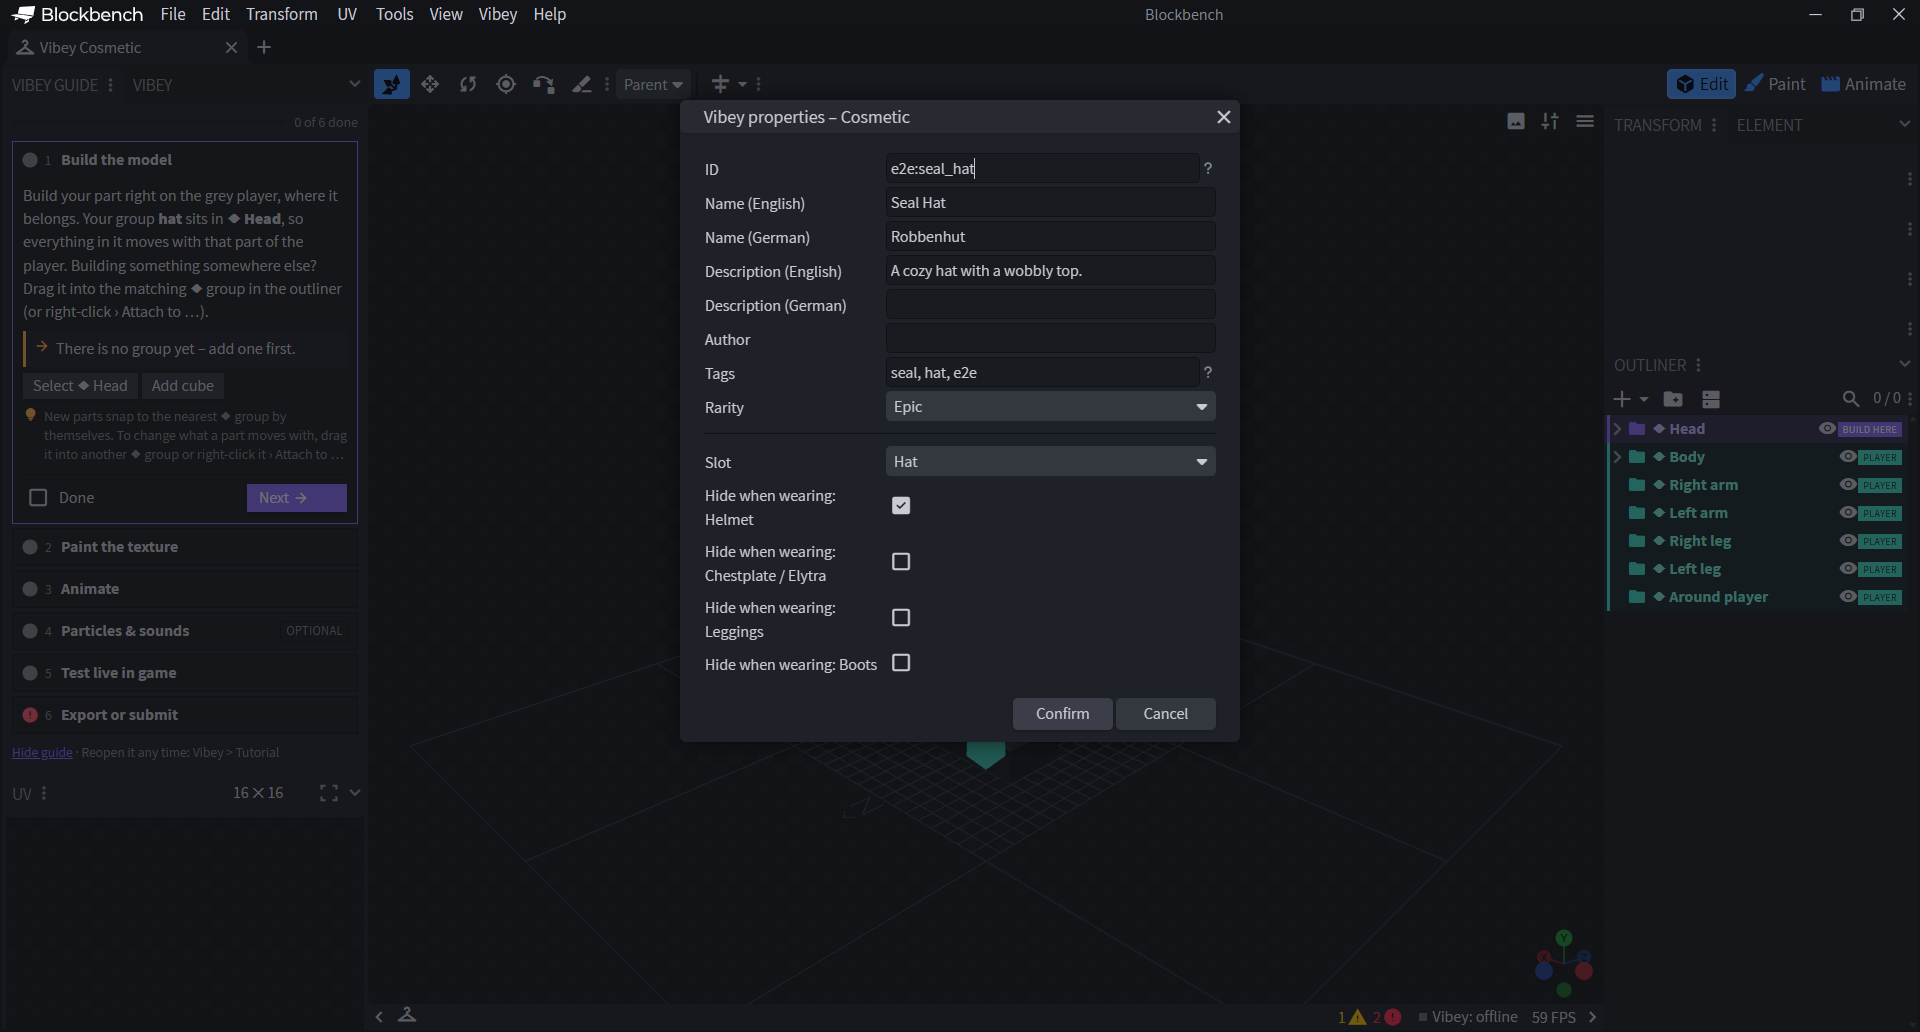 Blockbench File Edit Transform UV Tools View Vibey Help
Blockbench
Vibey Cosmetic
VIBEY GUIDE VIBEY
Parent
Edit Paint Animate
0 of 6 done
1 Build the model
Build your part right on the grey player, where it
belongs. Your group hat sits in ◆ Head, so
everything in it moves with that part of the
player. Building something somewhere else?
Drag it into the matching ◆ group in the outliner
(or right-click › Attach to …).
→ There is no group yet – add one first.
Select ◆ Head Add cube
New parts snap to the nearest ◆ group by
themselves. To change what a part moves with, drag
it into another ◆ group or right-click it › Attach to …
Done Next →
2 Paint the texture
3 Animate
4 Particles & sounds OPTIONAL
5 Test live in game
6 Export or submit
Hide guide · Reopen it any time: Vibey > Tutorial
UV 16 × 16
Vibey properties – Cosmetic
ID e2e:seal_hat ?
Name (English) Seal Hat
Name (German) Robbenhut
Description (English) A cozy hat with a wobbly top.
Description (German)
Author
Tags seal, hat, e2e ?
Rarity Epic
Slot Hat
Hide when wearing:
Helmet
Hide when wearing:
Chestplate / Elytra
Hide when wearing:
Leggings
Hide when wearing: Boots
Confirm Cancel
TRANSFORM ELEMENT
OUTLINER
0 / 0
◆ Head BUILD HERE
◆ Body PLAYER
◆ Right arm PLAYER
◆ Left arm PLAYER
◆ Right leg PLAYER
◆ Left leg PLAYER
◆ Around player PLAYER
Y
X Z
1 2 Vibey: offline 59 FPS